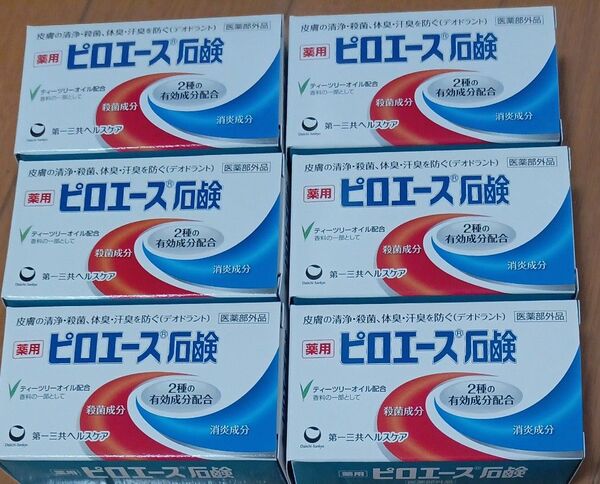 皮膚の清浄・殺菌、体臭・汗臭を防ぐ(デオドラント) 医薬部外品
薬用 ピロエース®石鹸
ティーツリーオイル配合
香料の一部として
2種の
有効成分配合
殺菌成分
消炎成分
Daiichi-Sankyo
第一三共ヘルスケア
皮膚の清浄・殺菌、体臭・汗臭を防ぐ(デオドラント) 医薬部外品
薬用 ピロエース®石鹸
ティーツリーオイル配合
香料の一部として
2種の
有効成分配合
殺菌成分
消炎成分
Daiichi-Sankyo
第一三共ヘルスケア
皮膚の清浄・殺菌、体臭・汗臭を防ぐ(デオドラント) 医薬部外品
薬用 ピロエース®石鹸
ティーツリーオイル配合
香料の一部として
2種の
有効成分配合
殺菌成分
消炎成分
Daiichi-Sankyo
第一三共ヘルスケア
皮膚の清浄・殺菌、体臭・汗臭を防ぐ(デオドラント) 医薬部外品
薬用 ピロエース®石鹸
ティーツリーオイル配合
香料の一部として
2種の
有効成分配合
殺菌成分
消炎成分
Daiichi-Sankyo
第一三共ヘルスケア
皮膚の清浄・殺菌、体臭・汗臭を防ぐ(デオドラント) 医薬部外品
薬用 ピロエース®石鹸
ティーツリーオイル配合
香料の一部として
2種の
有効成分配合
殺菌成分
消炎成分
Daiichi-Sankyo
第一三共ヘルスケア
薬用 ピロエース®石鹸
皮膚の清浄・殺菌、体臭・汗臭を防ぐ(デオドラント) 医薬部外品
薬用 ピロエース®石鹸
ティーツリーオイル配合
香料の一部として
2種の
有効成分配合
殺菌成分
消炎成分
Daiichi-Sankyo
第一三共ヘルスケア
薬用 ピロエース®石鹸
医薬部外品